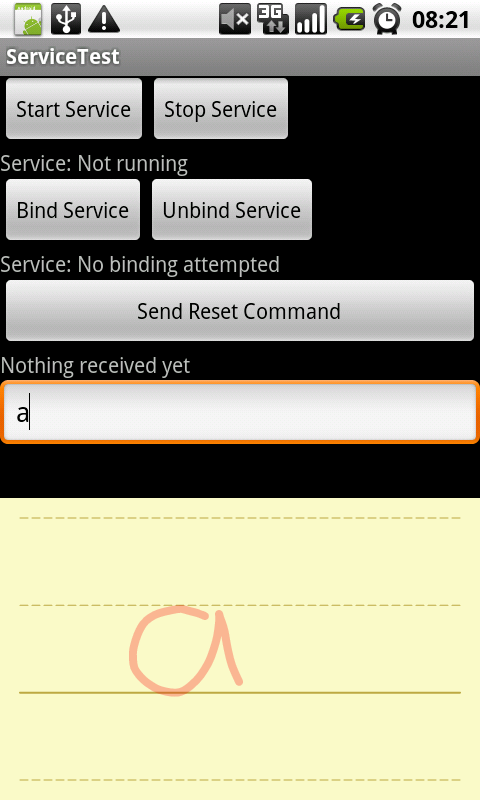 3G 08:21
ServiceTest
Start Service Stop Service
Service: Not running
Bind Service Unbind Service
Service: No binding attempted
Send Reset Command
Nothing received yet
a
a